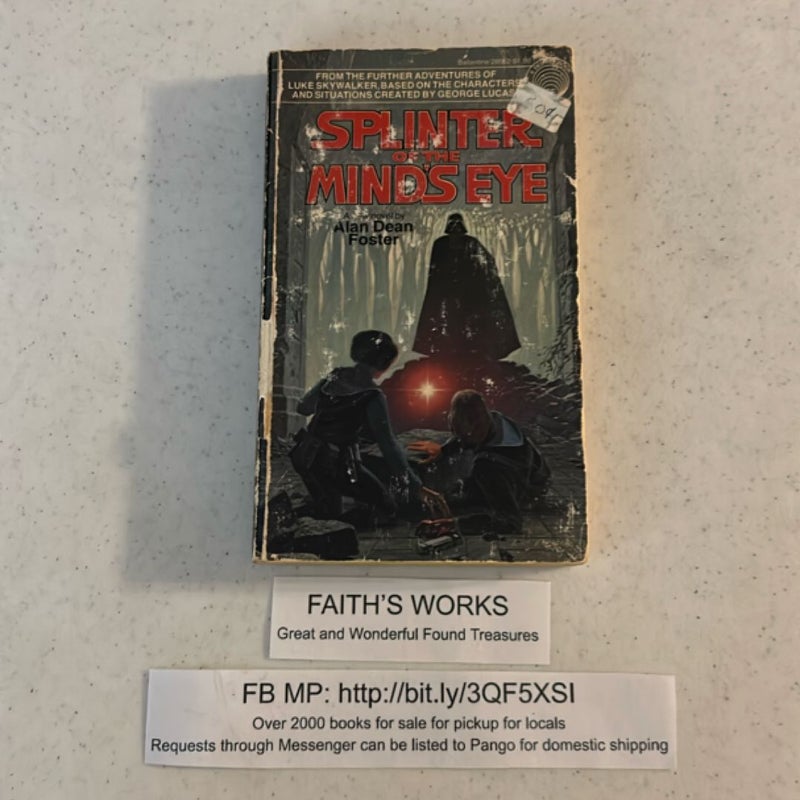 FROM THE FURTHER ADVENTURES OF
LUKE SKYWALKER, BASED ON THE CHARACTERS
AND SITUATIONS CREATED BY GEORGE LUCAS
SPLINTER
OF THE
MIND'S EYE
novel by
Alan Dean
Foster
FAITH'S WORKS
Great and Wonderful Found Treasures
FB MP: http://bit.ly/3QF5XSI
Over 2000 books for sale for pickup for locals
Requests through Messenger can be listed to Pango for domestic shipping